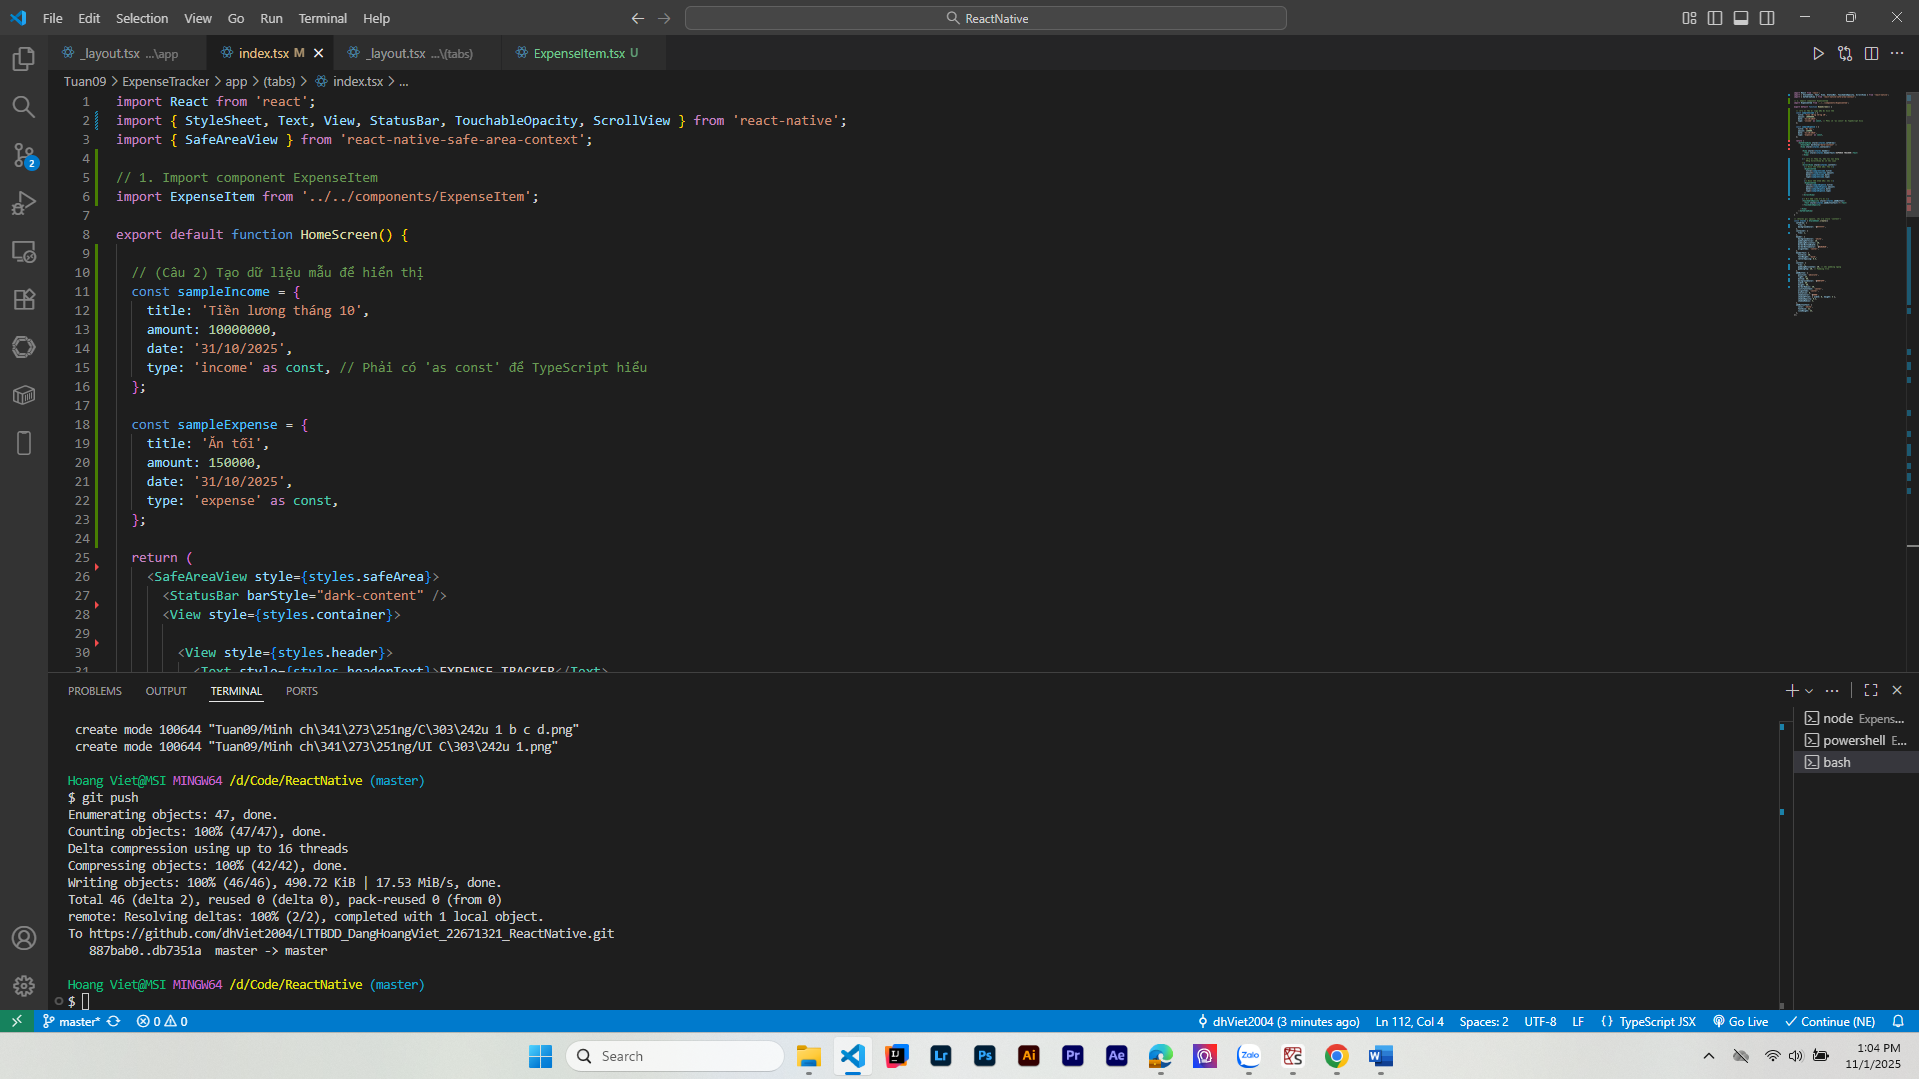 File Edit Selection View Go Run Terminal Help
ReactNative
_layout.tsx ...\app
index.tsx M
_layout.tsx ...\(tabs)
ExpenseItem.tsx U
Tuan09 > ExpenseTracker > app > (tabs) > index.tsx > ...
1 import React from 'react';
2 import { StyleSheet, Text, View, StatusBar, TouchableOpacity, ScrollView } from 'react-native';
3 import { SafeAreaView } from 'react-native-safe-area-context';
4
5 // 1. Import component ExpenseItem
6 import ExpenseItem from '../../components/ExpenseItem';
7
8 export default function HomeScreen() {
9
10 // (Câu 2) Tạo dữ liệu mẫu để hiển thị
11 const sampleIncome = {
12 title: 'Tiền lương tháng 10',
13 amount: 10000000,
14 date: '31/10/2025',
15 type: 'income' as const, // Phải có 'as const' để TypeScript hiểu
16 };
17
18 const sampleExpense = {
19 title: 'Ăn tối',
20 amount: 150000,
21 date: '31/10/2025',
22 type: 'expense' as const,
23 };
24
25 return (
26 <SafeAreaView style={styles.safeArea}>
27 <StatusBar barStyle="dark-content" />
28 <View style={styles.container}>
29
30 <View style={styles.header}>
31 <Text style={styles.headerText}>EXPENSE TRACKER</Text>
2
PROBLEMS OUTPUT TERMINAL PORTS
create mode 100644 "Tuan09/Minh ch\341\273\251ng/C\303\242u 1 b c d.png"
create mode 100644 "Tuan09/Minh ch\341\273\251ng/UI C\303\242u 1.png"
Hoang Viet@MSI MINGW64 /d/Code/ReactNative (master)
$ git push
Enumerating objects: 47, done.
Counting objects: 100% (47/47), done.
Delta compression using up to 16 threads
Compressing objects: 100% (42/42), done.
Writing objects: 100% (46/46), 490.72 KiB | 17.53 MiB/s, done.
Total 46 (delta 2), reused 0 (delta 0), pack-reused 0 (from 0)
remote: Resolving deltas: 100% (2/2), completed with 1 local object.
To https://github.com/dhViet2004/LTTBDD_DangHoangViet_22671321_ReactNative.git
887bab0..db7351a master -> master
Hoang Viet@MSI MINGW64 /d/Code/ReactNative (master)
$
node Expens...
powershell E...
bash
master* 0 0
dhViet2004 (3 minutes ago) Ln 112, Col 4 Spaces: 2 UTF-8 LF {} TypeScript JSX Go Live Continue (NE)
Search
Lr Ps Ai Pr Ae Zalo
1:04 PM
11/1/2025